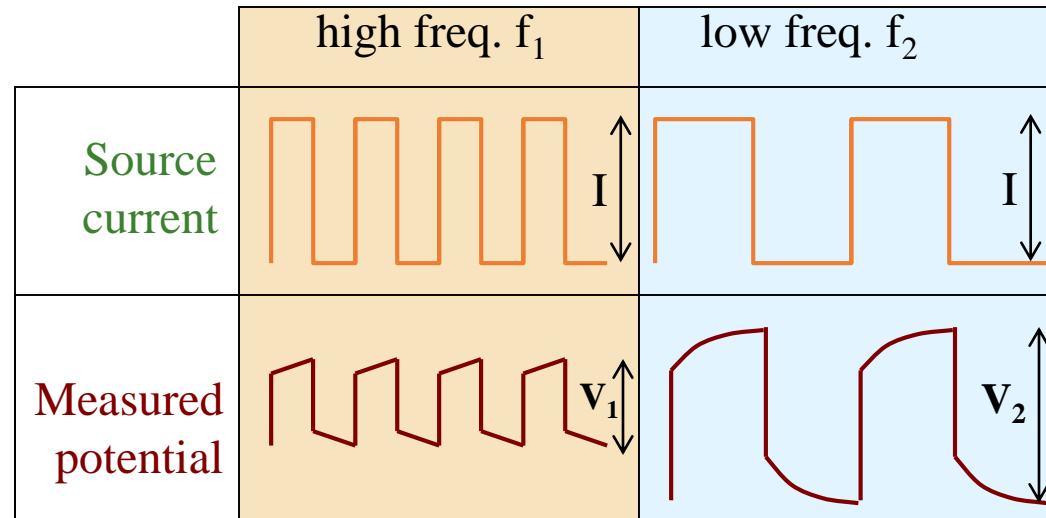 high freq. f₁
low freq. f₂
Source
current
I
I
Measured
potential
V₁
V₂